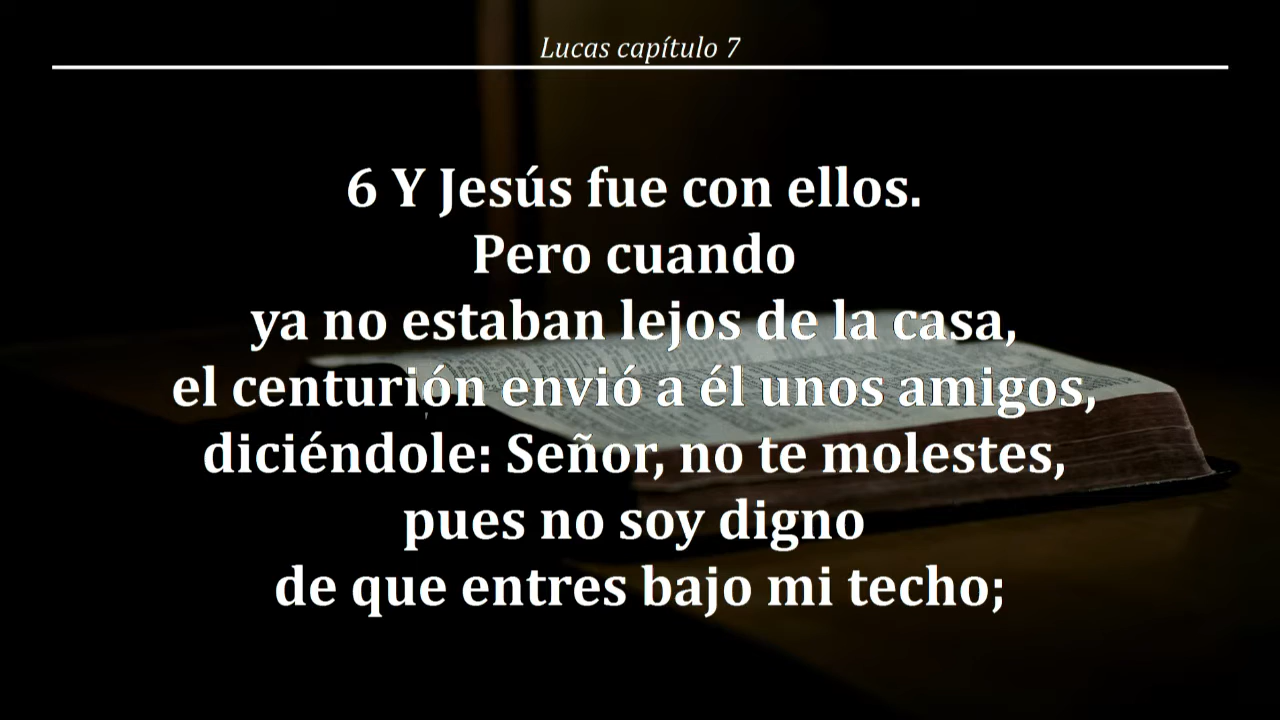 Lucas capítulo 7
6 Y Jesús fue con ellos.
Pero cuando
ya no estaban lejos de la casa,
el centurión envió a él unos amigos,
diciéndole: Señor, no te molestes,
pues no soy digno
de que entres bajo mi techo;